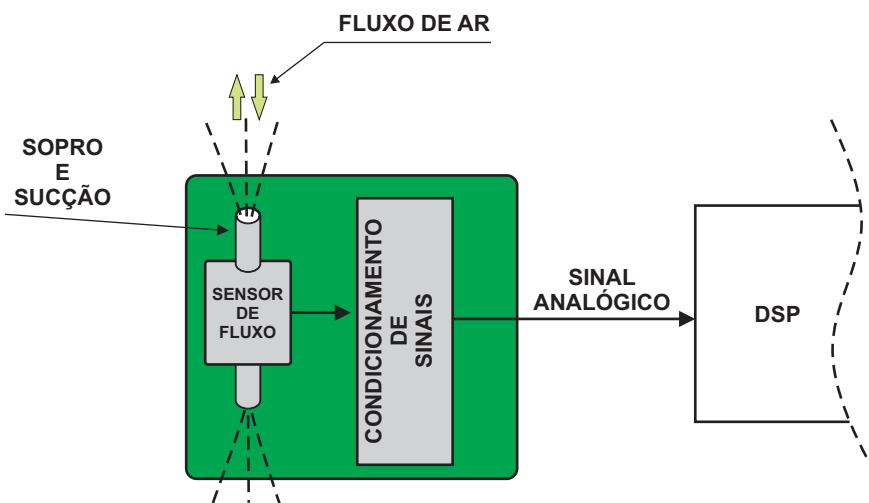 FLUXO DE AR
SOPRO
E
SUCÇÃO
SENSOR
DE
FLUXO
CONDICIONAMENTO
DE
SINAIS
SINAL
ANALÓGICO
DSP